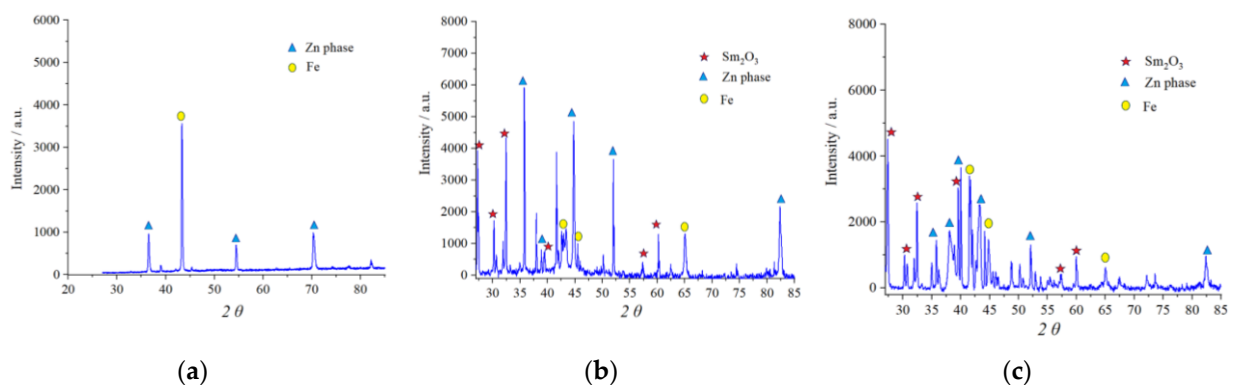 6000
5000
4000
3000
2000
1000
0
Intensity / a.u.
20 30 40 50 60 70 80
2 θ
Zn phase
Fe
(a)
8000
7000
6000
5000
4000
3000
2000
1000
0
Intensity / a.u.
30 35 40 45 50 55 60 65 70 75 80 85
2 θ
Sm₂O₃
Zn phase
Fe
(b)
8000
6000
4000
2000
0
Intensity / a.u.
30 35 40 45 50 55 60 65 70 75 80 85
2 θ
Sm₂O₃
Zn phase
Fe
(c)